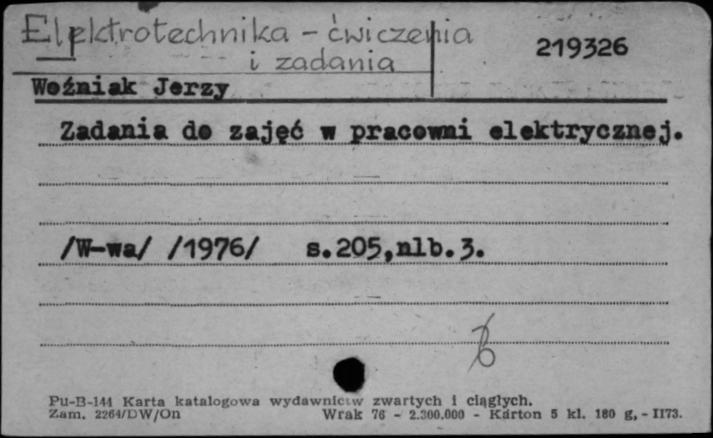 Elektrotechnika - ćwiczenia
i zadania
219326
Woźniak Jerzy
Zadania do zajęć w pracowni elektrycznej.
/W-wa/ /1976/ s.205,nlb.3.
Pu-B-144 Karta katalogowa wydawnictw zwartych i ciągłych.
Zam. 2264/DW/On Wrak 76 - 2.300.000 - Karton 5 kl. 180 g, - II73.